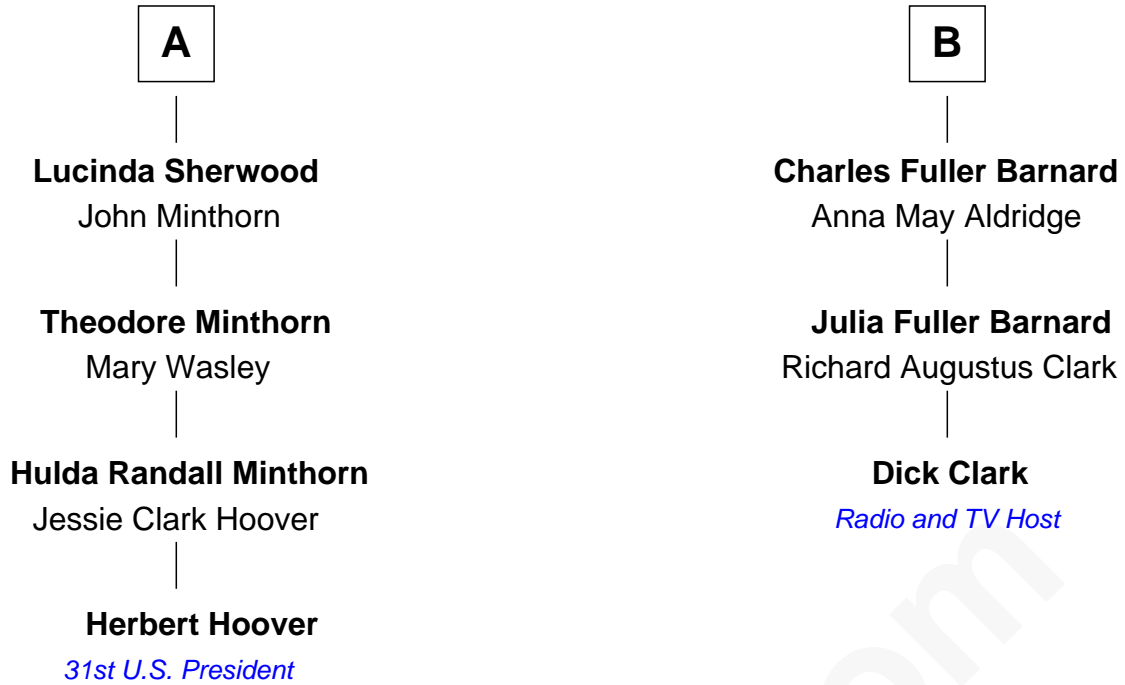 A
Lucinda Sherwood
John Minthorn
Theodore Minthorn
Mary Wasley
Hulda Randall Minthorn
Jessie Clark Hoover
Herbert Hoover
31st U.S. President
B
Charles Fuller Barnard
Anna May Aldridge
Julia Fuller Barnard
Richard Augustus Clark
Dick Clark
Radio and TV Host
om